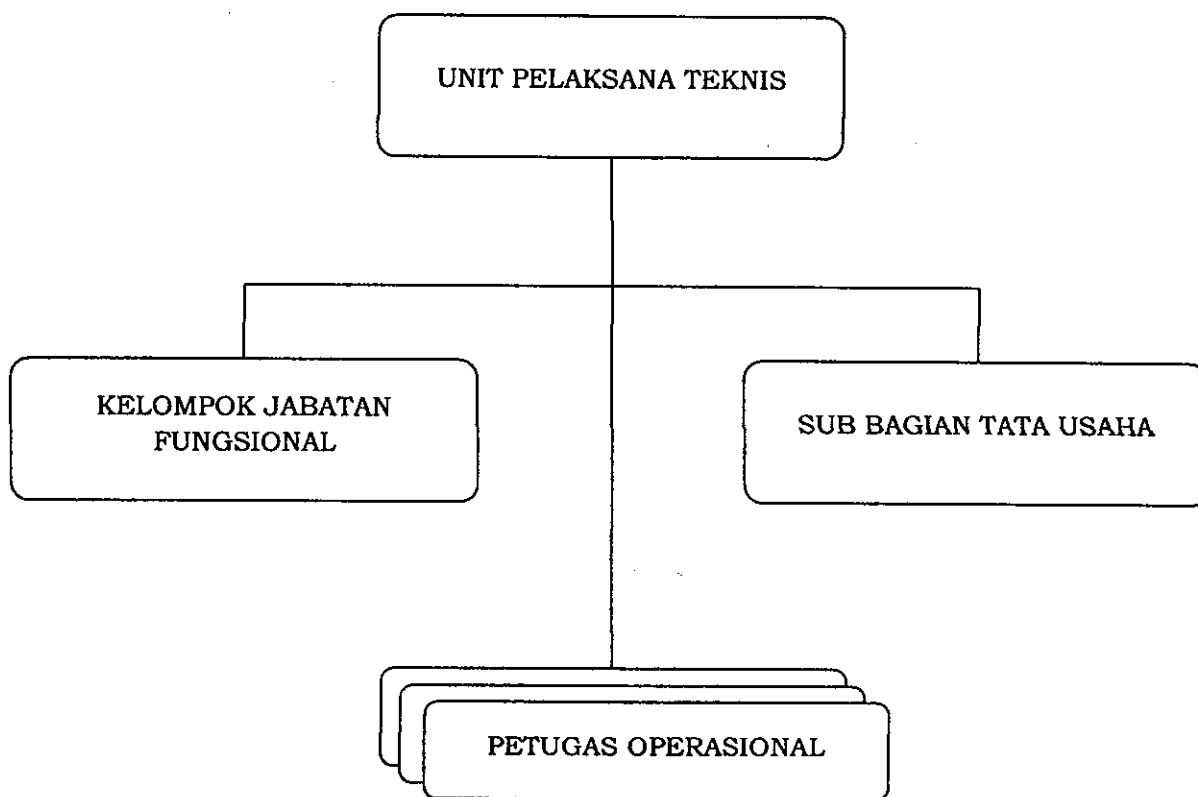 UNIT PELAKSANA TEKNIS
KELOMPOK JABATAN
FUNGSIONAL
SUB BAGIAN TATA USAHA
PETUGAS OPERASIONAL